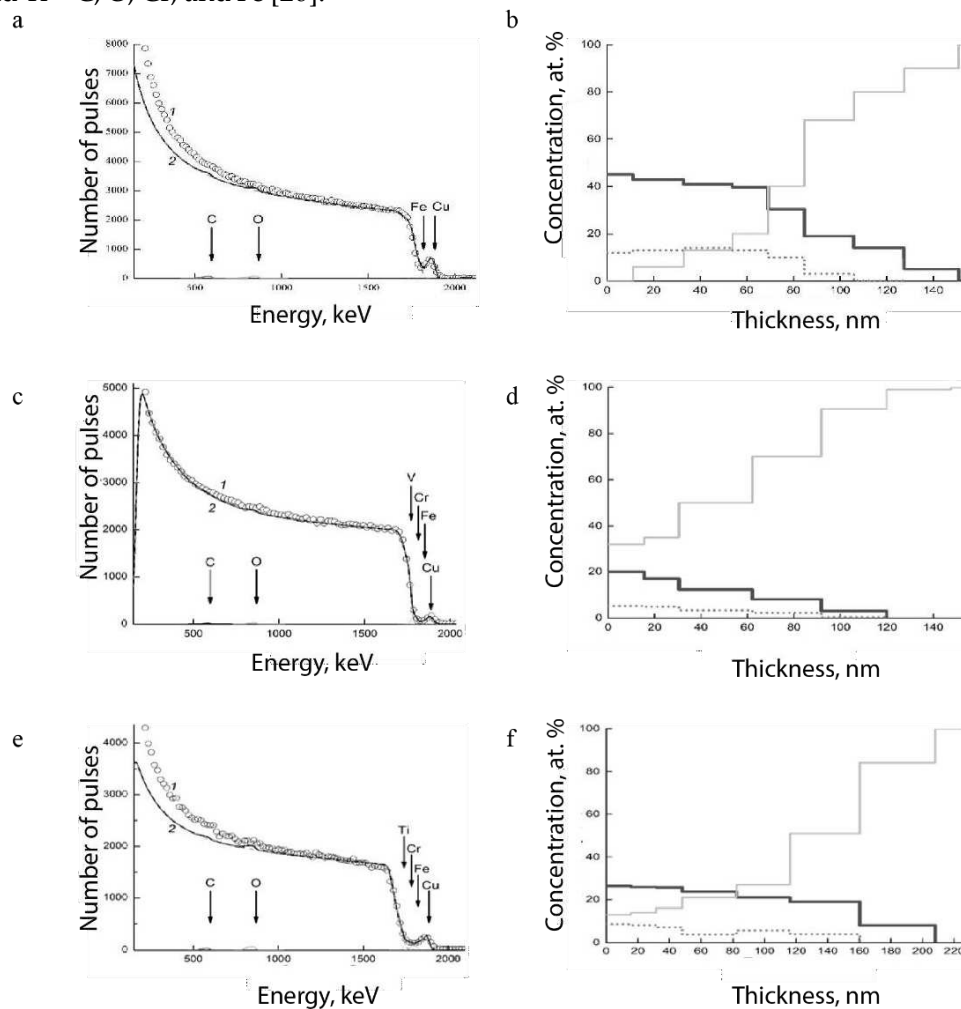 C, O, Cr, and Fe [20].
a
b
Number of pulses
8000
7000
6000
5000
4000
3000
2000
1000
0
1
2
C
O
Fe
Cu
500
1000
1500
2000
Energy, keV
Concentration, at. %
100
80
60
40
20
0
0
20
40
60
80
100
120
140
Thickness, nm
c
d
Number of pulses
5000
4000
3000
2000
1000
0
1
2
C
O
V
Cr
Fe
Cu
500
1000
1500
2000
Energy, keV
Concentration, at. %
100
80
60
40
20
0
0
20
40
60
80
100
120
140
Thickness, nm
e
f
Number of pulses
4000
3000
2000
1000
0
1
2
C
O
Ti
Cr
Fe
Cu
500
1000
1500
2000
Energy, keV
Concentration, at. %
100
80
60
40
20
0
0
20
40
60
80
100
120
140
160
180
200
220
Thickness, nm